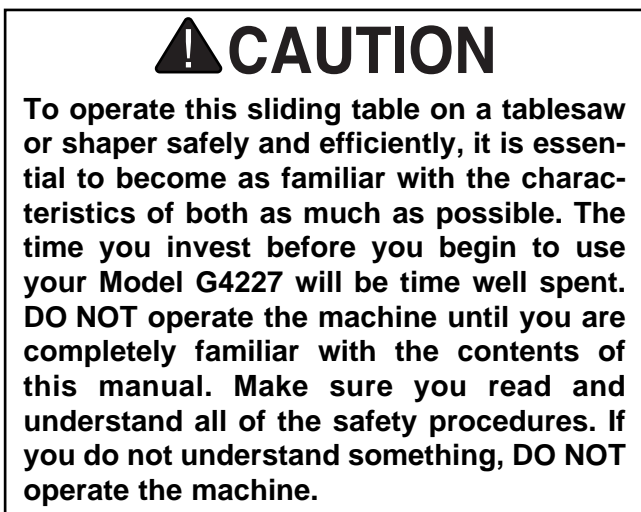 CAUTION
To operate this sliding table on a tablesaw
or shaper safely and efficiently, it is essen-
tial to become as familiar with the charac-
teristics of both as much as possible. The
time you invest before you begin to use
your Model G4227 will be time well spent.
DO NOT operate the machine until you are
completely familiar with the contents of
this manual. Make sure you read and
understand all of the safety procedures. If
you do not understand something, DO NOT
operate the machine.